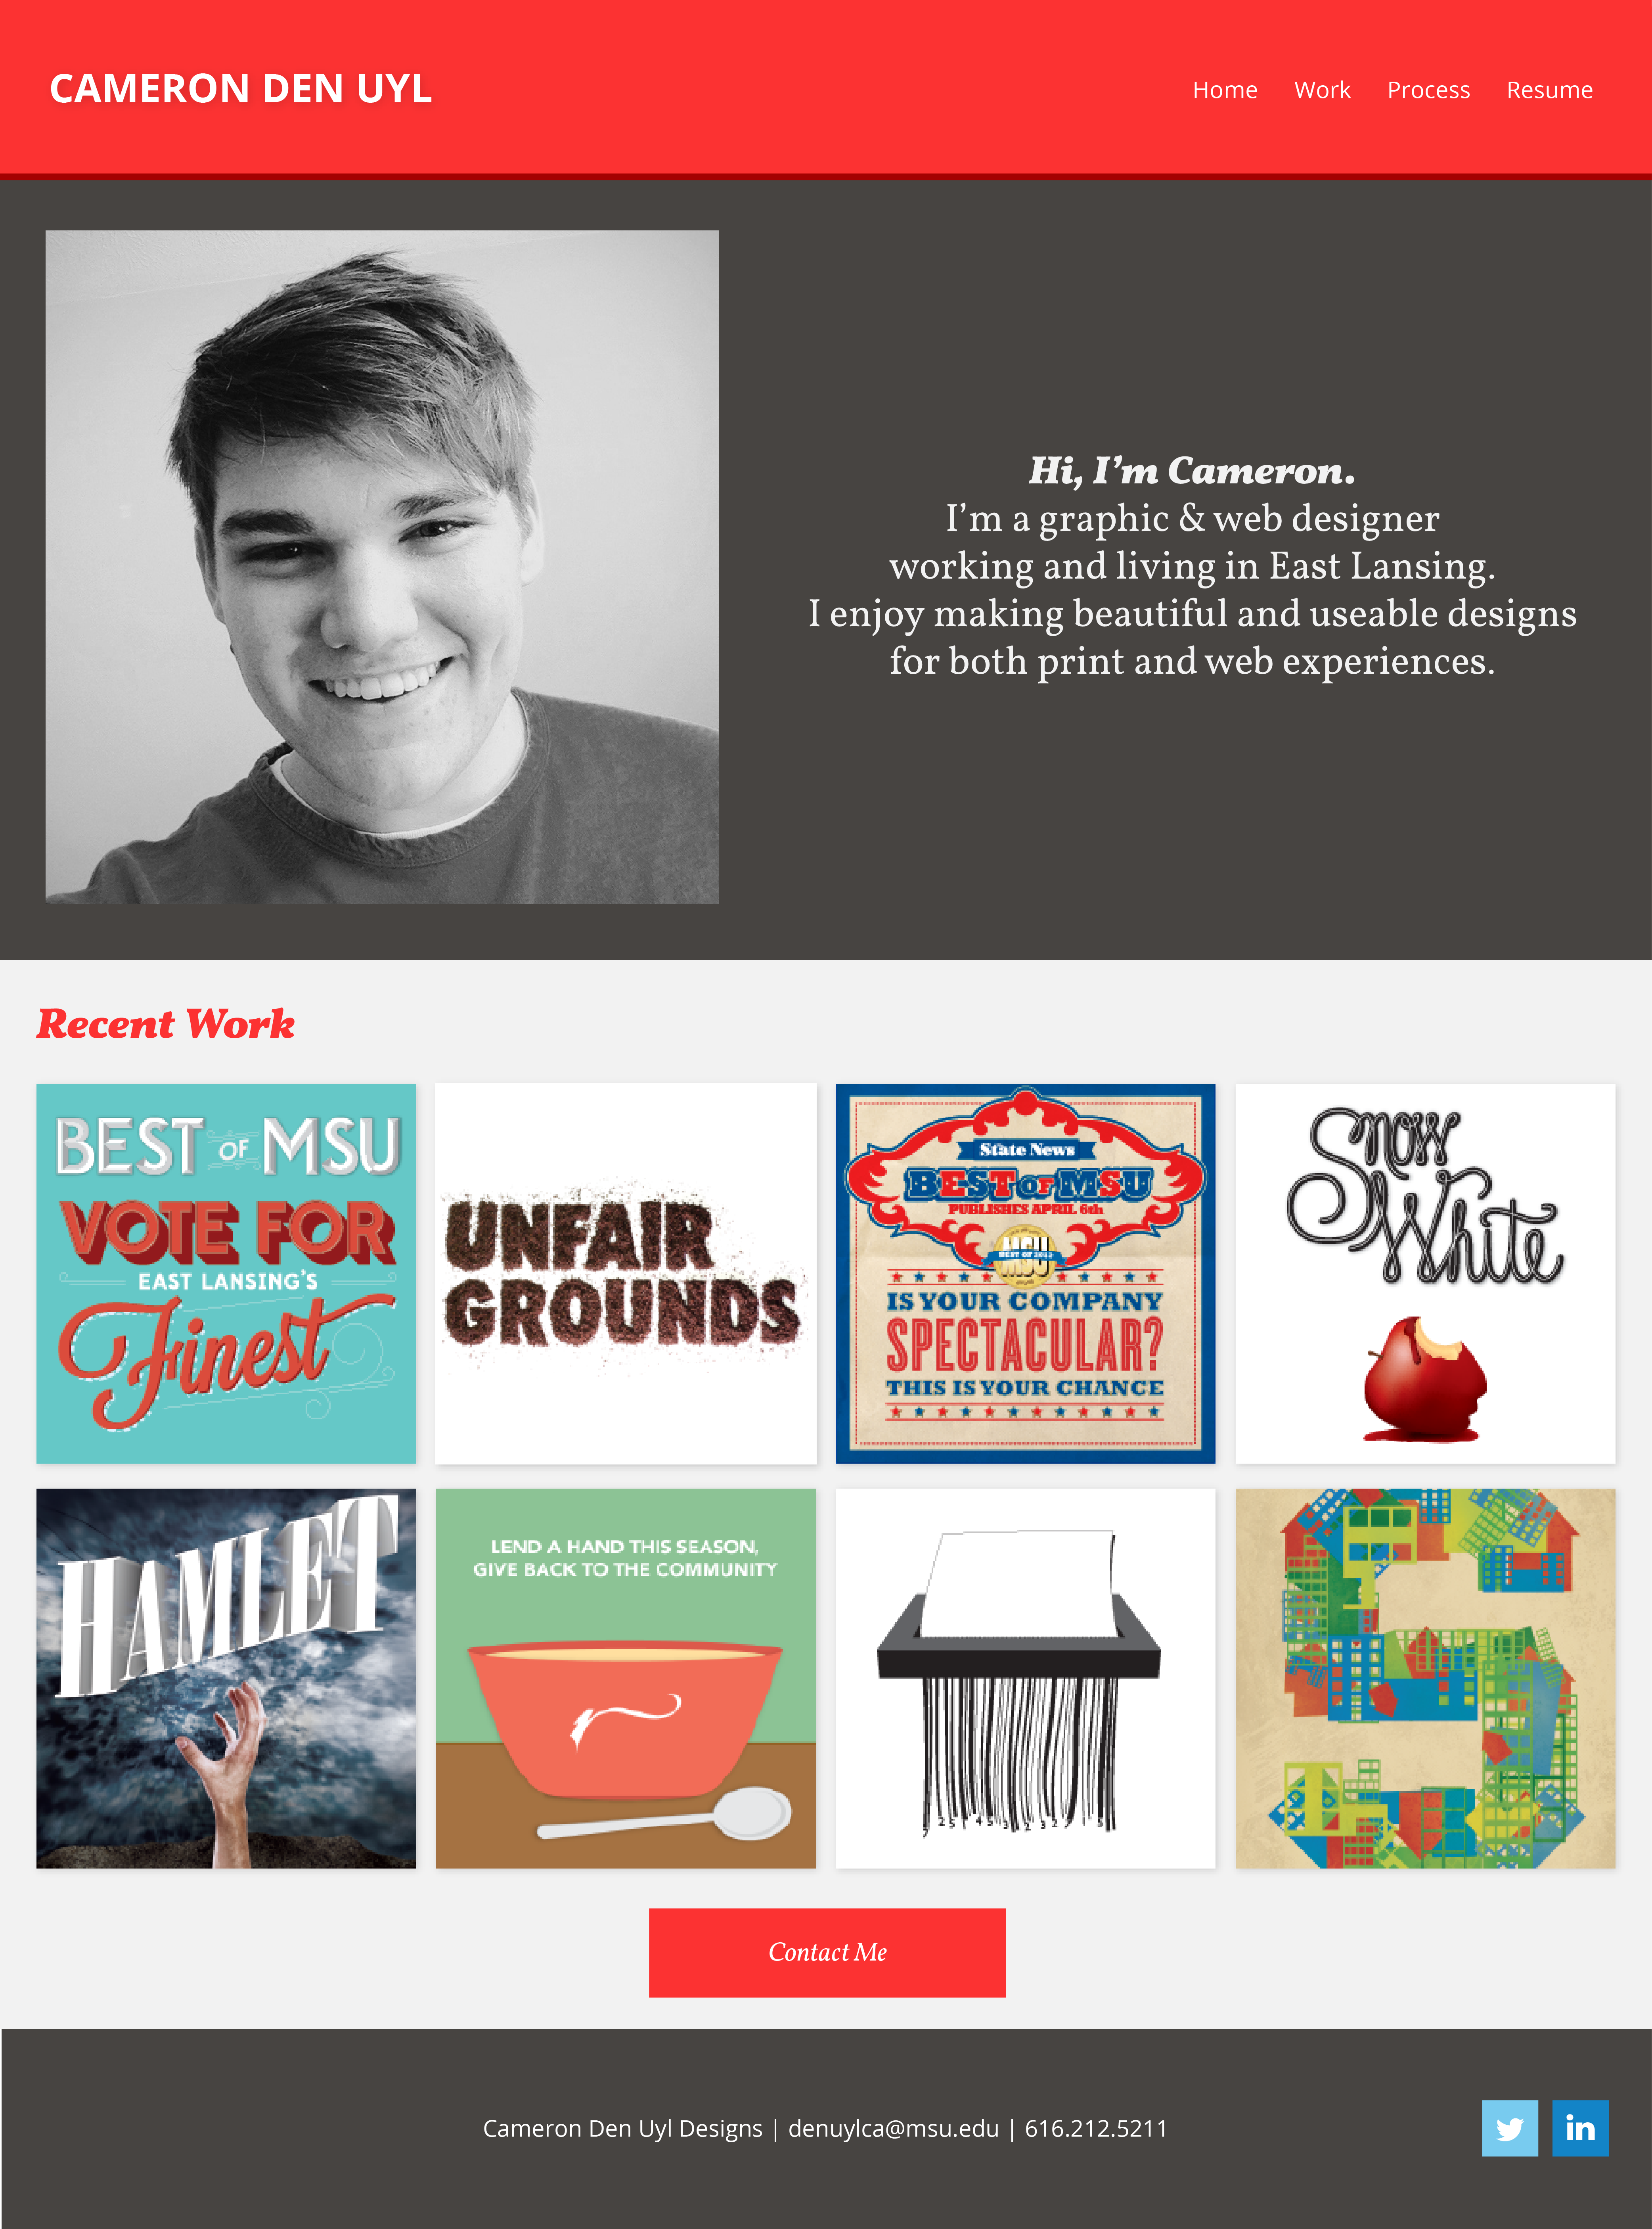 CAMERON DEN UYL
Home Work Process Resume
Hi, I'm Cameron.
I'm a graphic & web designer
working and living in East Lansing.
I enjoy making beautiful and useable designs
for both print and web experiences.
Recent Work
BEST OF MSU
VOTE FOR
EAST LANSING'S
Finest
UNFAIR
GROUNDS
State News
BEST OF MSU
PUBLISHES APRIL 6th
MSU
BEST OF 2012
IS YOUR COMPANY
SPECTACULAR?
THIS IS YOUR CHANCE
Snow
White
HAMLET
LEND A HAND THIS SEASON,
GIVE BACK TO THE COMMUNITY
S
Contact Me
Cameron Den Uyl Designs | denuylca@msu.edu | 616.212.5211
in